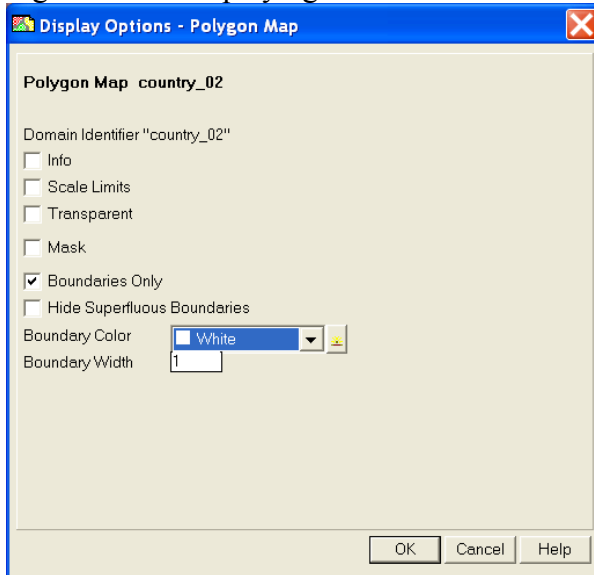 Display Options - Polygon Map
Polygon Map country_02
Domain Identifier "country_02"
Info
Scale Limits
Transparent
Mask
Boundaries Only
Hide Superfluous Boundaries
Boundary Color White
Boundary Width 1
OK Cancel Help